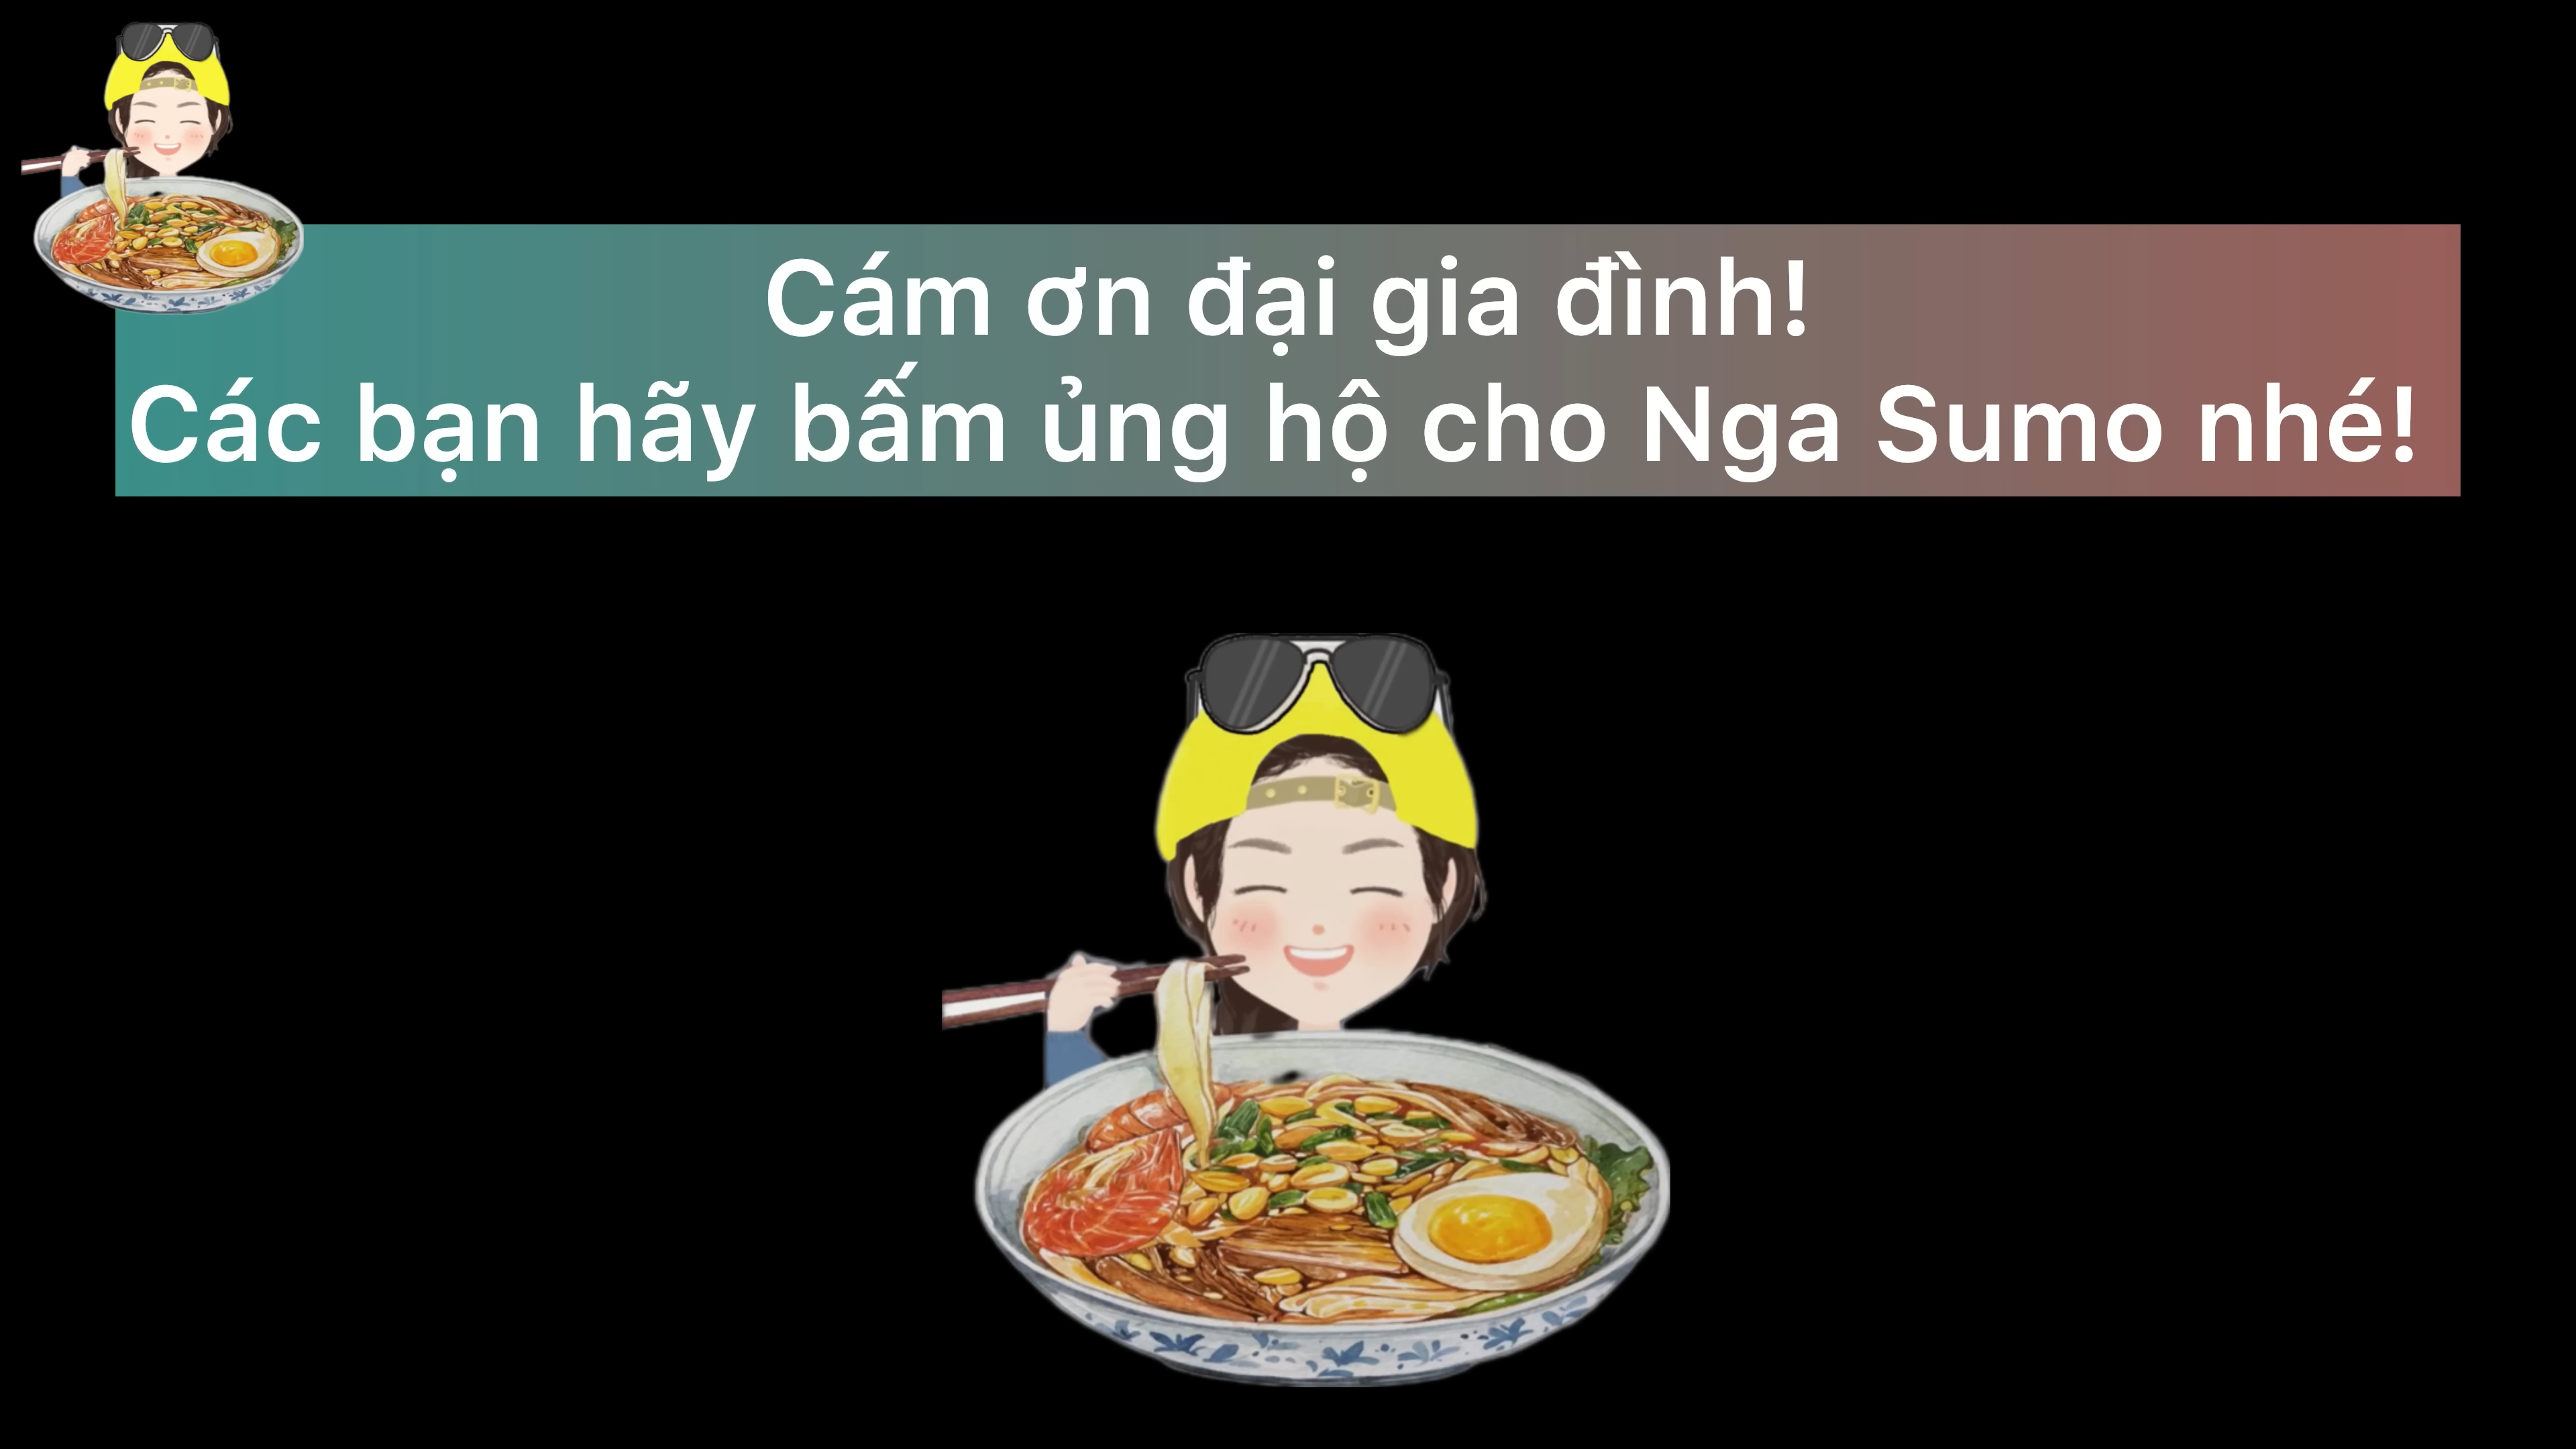 Cám ơn đại gia đình!
Các bạn hãy bấm ủng hộ cho Nga Sumo nhé!